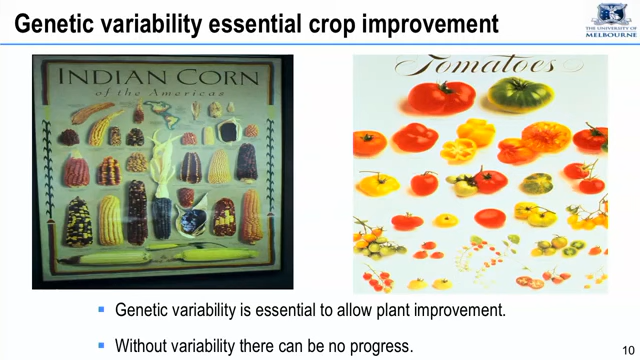 Genetic variability essential crop improvement
THE UNIVERSITY OF
MELBOURNE
INDIAN CORN
of the Americas
Tomatoes
Genetic variability is essential to allow plant improvement.
Without variability there can be no progress.
10